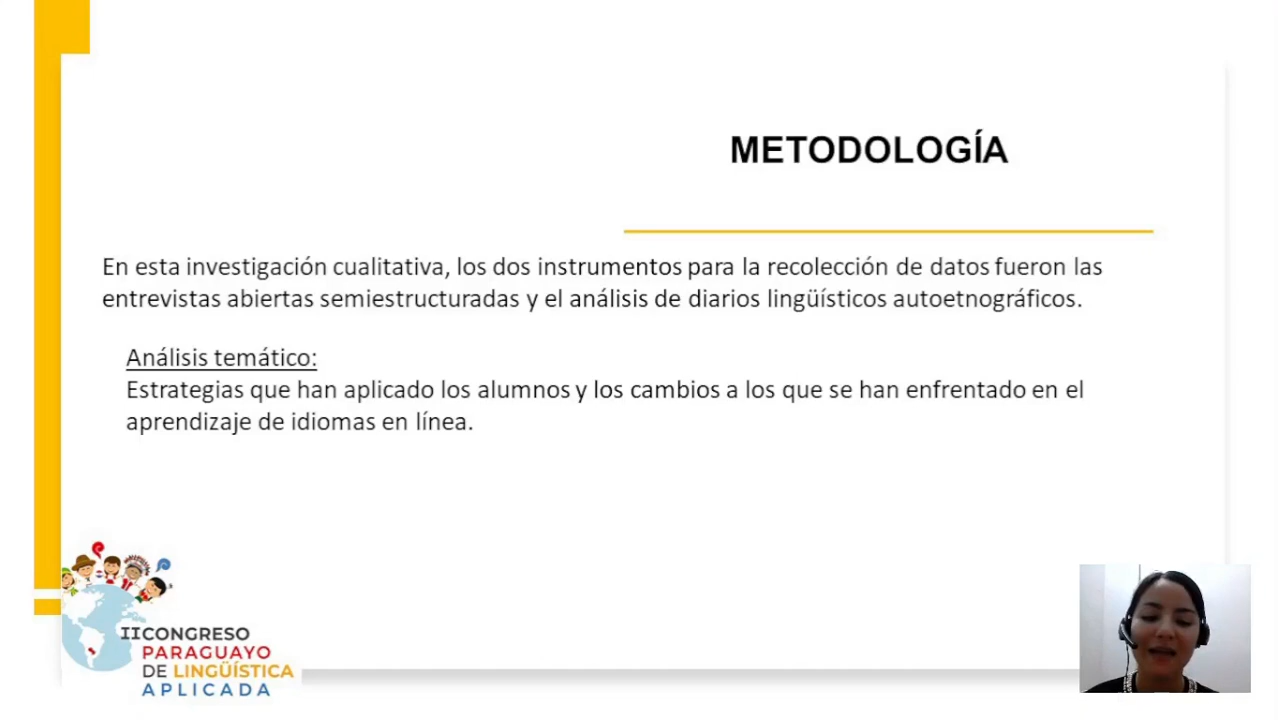 METODOLOGÍA
En esta investigación cualitativa, los dos instrumentos para la recolección de datos fueron las
entrevistas abiertas semiestructuradas y el análisis de diarios lingüísticos autoetnográficos.
Análisis temático:
Estrategias que han aplicado los alumnos y los cambios a los que se han enfrentado en el
aprendizaje de idiomas en línea.
II CONGRESO
PARAGUAYO
DE LINGÜÍSTICA
APLICADA